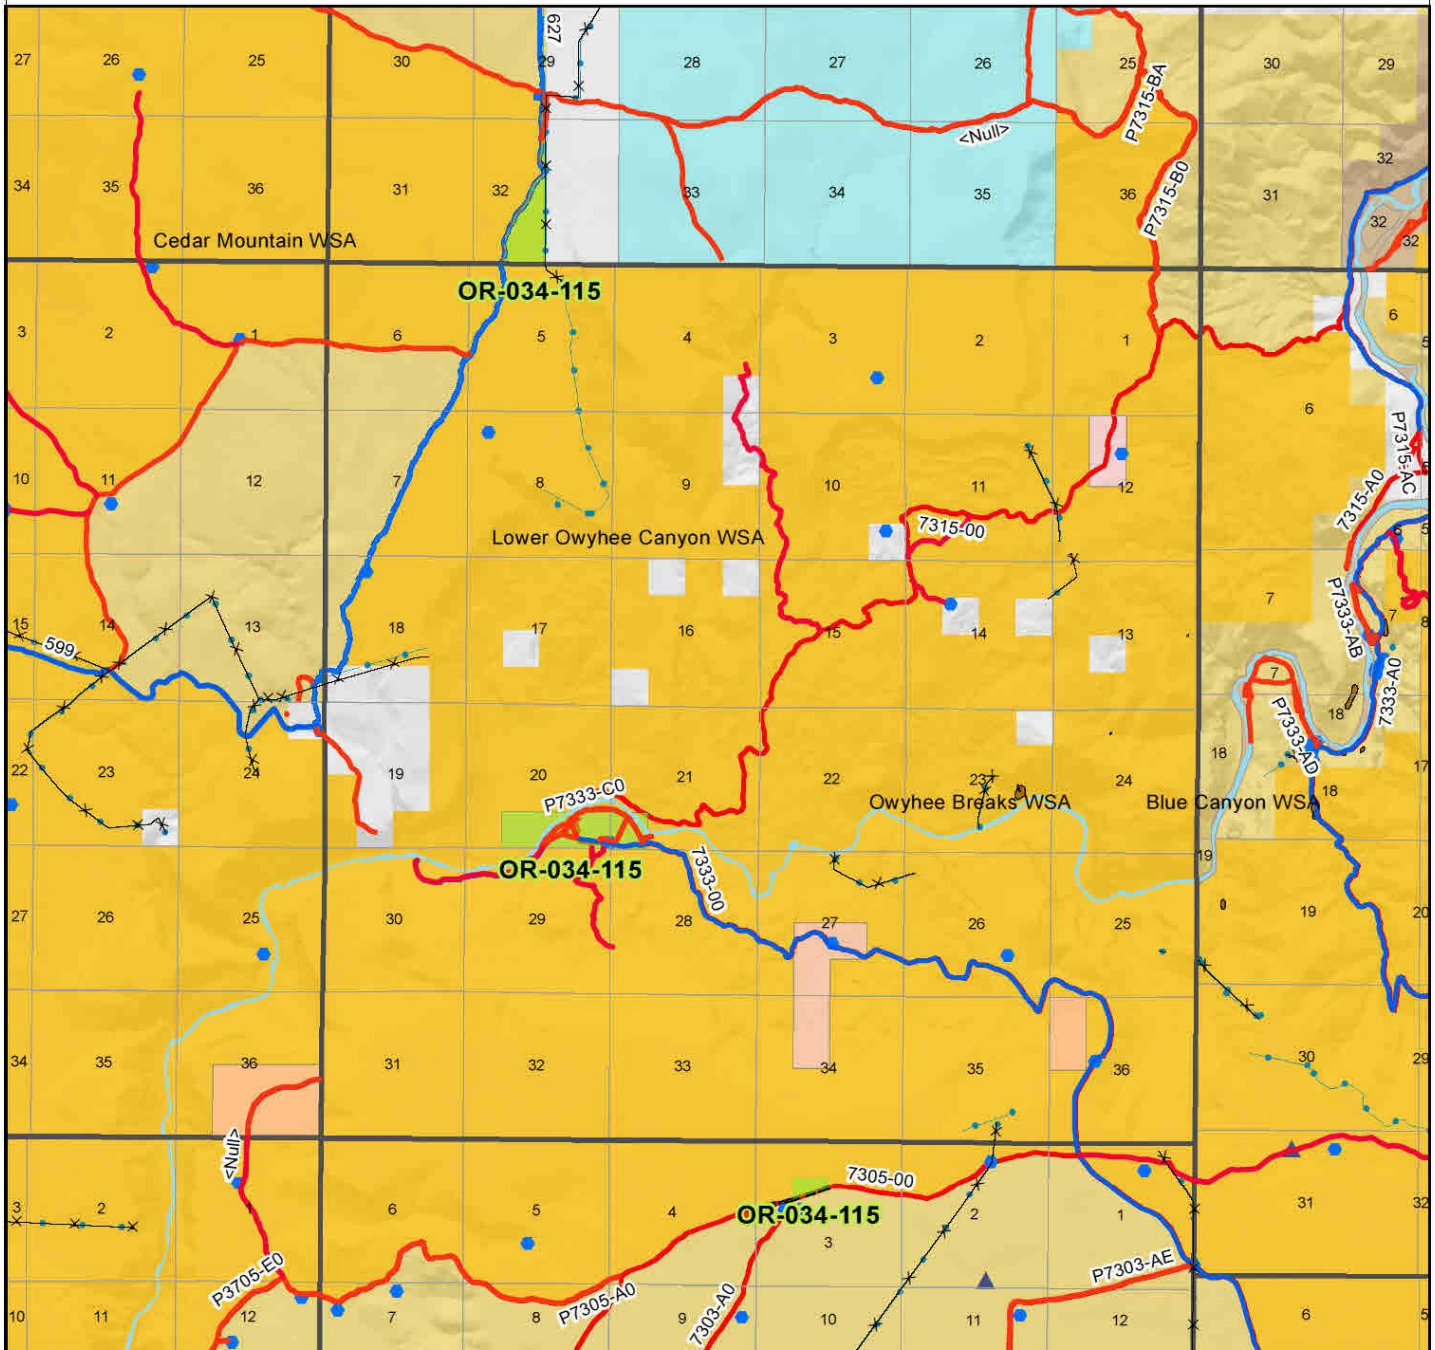 627
27 26 25 30 29 28 27 26 25 30 29
P7315-BA
<Null>
32
34 35 36 31 32 33 34 35 36 31
P7315-B0
32
32
Cedar Mountain WSA
OR-034-115
3 2 1 6 5 4 3 2 1 6
5
6
P7315-AC
10 11 12 7 8 9 10 11 12
7315-A0
5
7315-00
Lower Owyhee Canyon WSA
6
5
15 14 13 18 17 16 15 14 13 7 7 8
599
P7333-AB
7333-A0
7
18
P7333-AD
22 23 24 19 20 21 22 23 24 18 17
P7333-C0
Owyhee Breaks WSA
Blue Canyon WSA
18
19
OR-034-115
7333-00
27 26 25 30 29 28 27 26 25 19 20
34 35 36 31 32 33 34 35 36 30 29
<Null>
7305-00
3 2 1 6 5 4 OR-034-115 2 1 31 32
3
P7303-AE
P3705-E0
P7305-A0
7303-A0
10 11 12 7 8 9 10 11 12 6 5